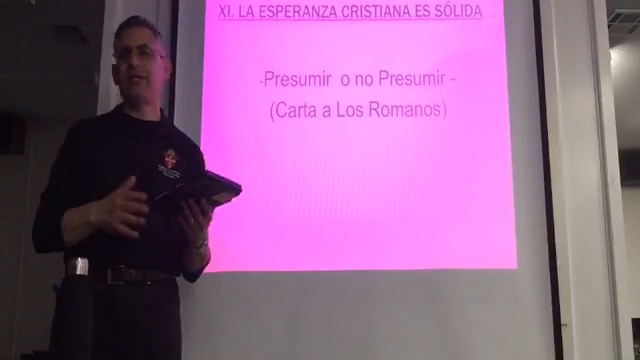 XI. LA ESPERANZA CRISTIANA ES SÓLIDA
-Presumir o no Presumir -
(Carta a Los Romanos)